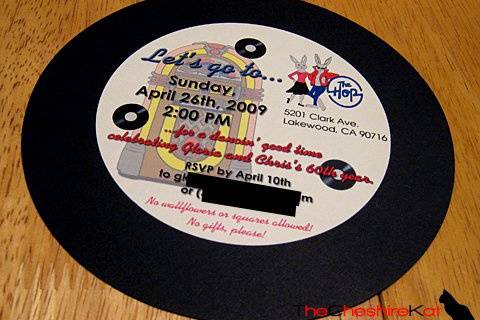 Let's go to...
Sunday,
April 26th, 2009
2:00 PM
The
HOP
5201 Clark Ave.
Lakewood, CA 90716
...for a dancin' good time
celebrating Gloria and Chris's 60th year.
RSVP by April 10th
to
or (
No wallflowers or squares allowed!
No gifts, please!
TheCheshireKat